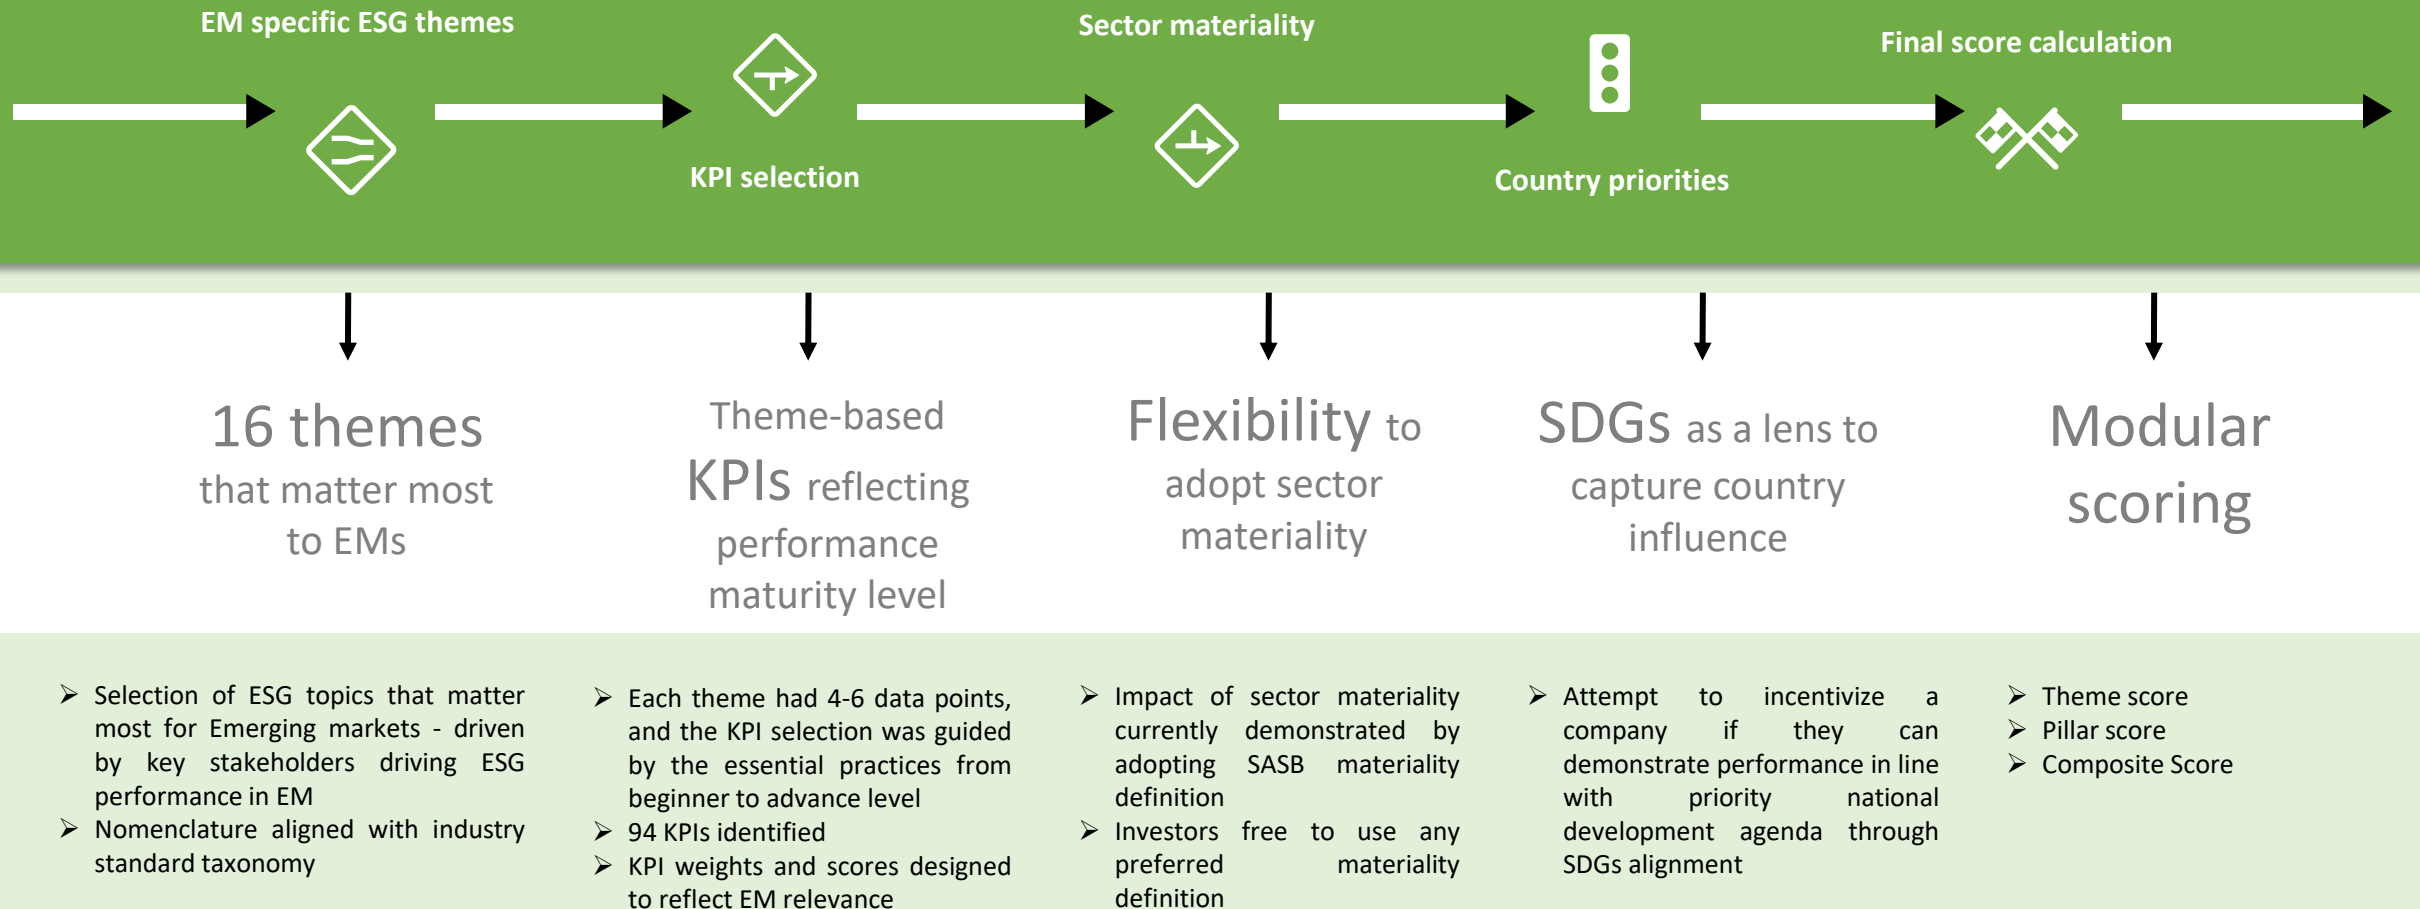 EM specific ESG themes
KPI selection
Sector materiality
Country priorities
Final score calculation
16 themes
that matter most
to EMs
Theme-based
KPIs reflecting
performance
maturity level
Flexibility to
adopt sector
materiality
SDGs as a lens to
capture country
influence
Modular
scoring
➢ Selection of ESG topics that matter
most for Emerging markets - driven
by key stakeholders driving ESG
performance in EM
➢ Nomenclature aligned with industry
standard taxonomy
➢ Each theme had 4-6 data points,
and the KPI selection was guided
by the essential practices from
beginner to advance level
➢ 94 KPIs identified
➢ KPI weights and scores designed
to reflect EM relevance
➢ Impact of sector materiality
currently demonstrated by
adopting SASB materiality
definition
➢ Investors free to use any
preferred materiality
definition
➢ Attempt to incentivize a
company if they can
demonstrate performance in line
with priority national
development agenda through
SDGs alignment
➢ Theme score
➢ Pillar score
➢ Composite Score